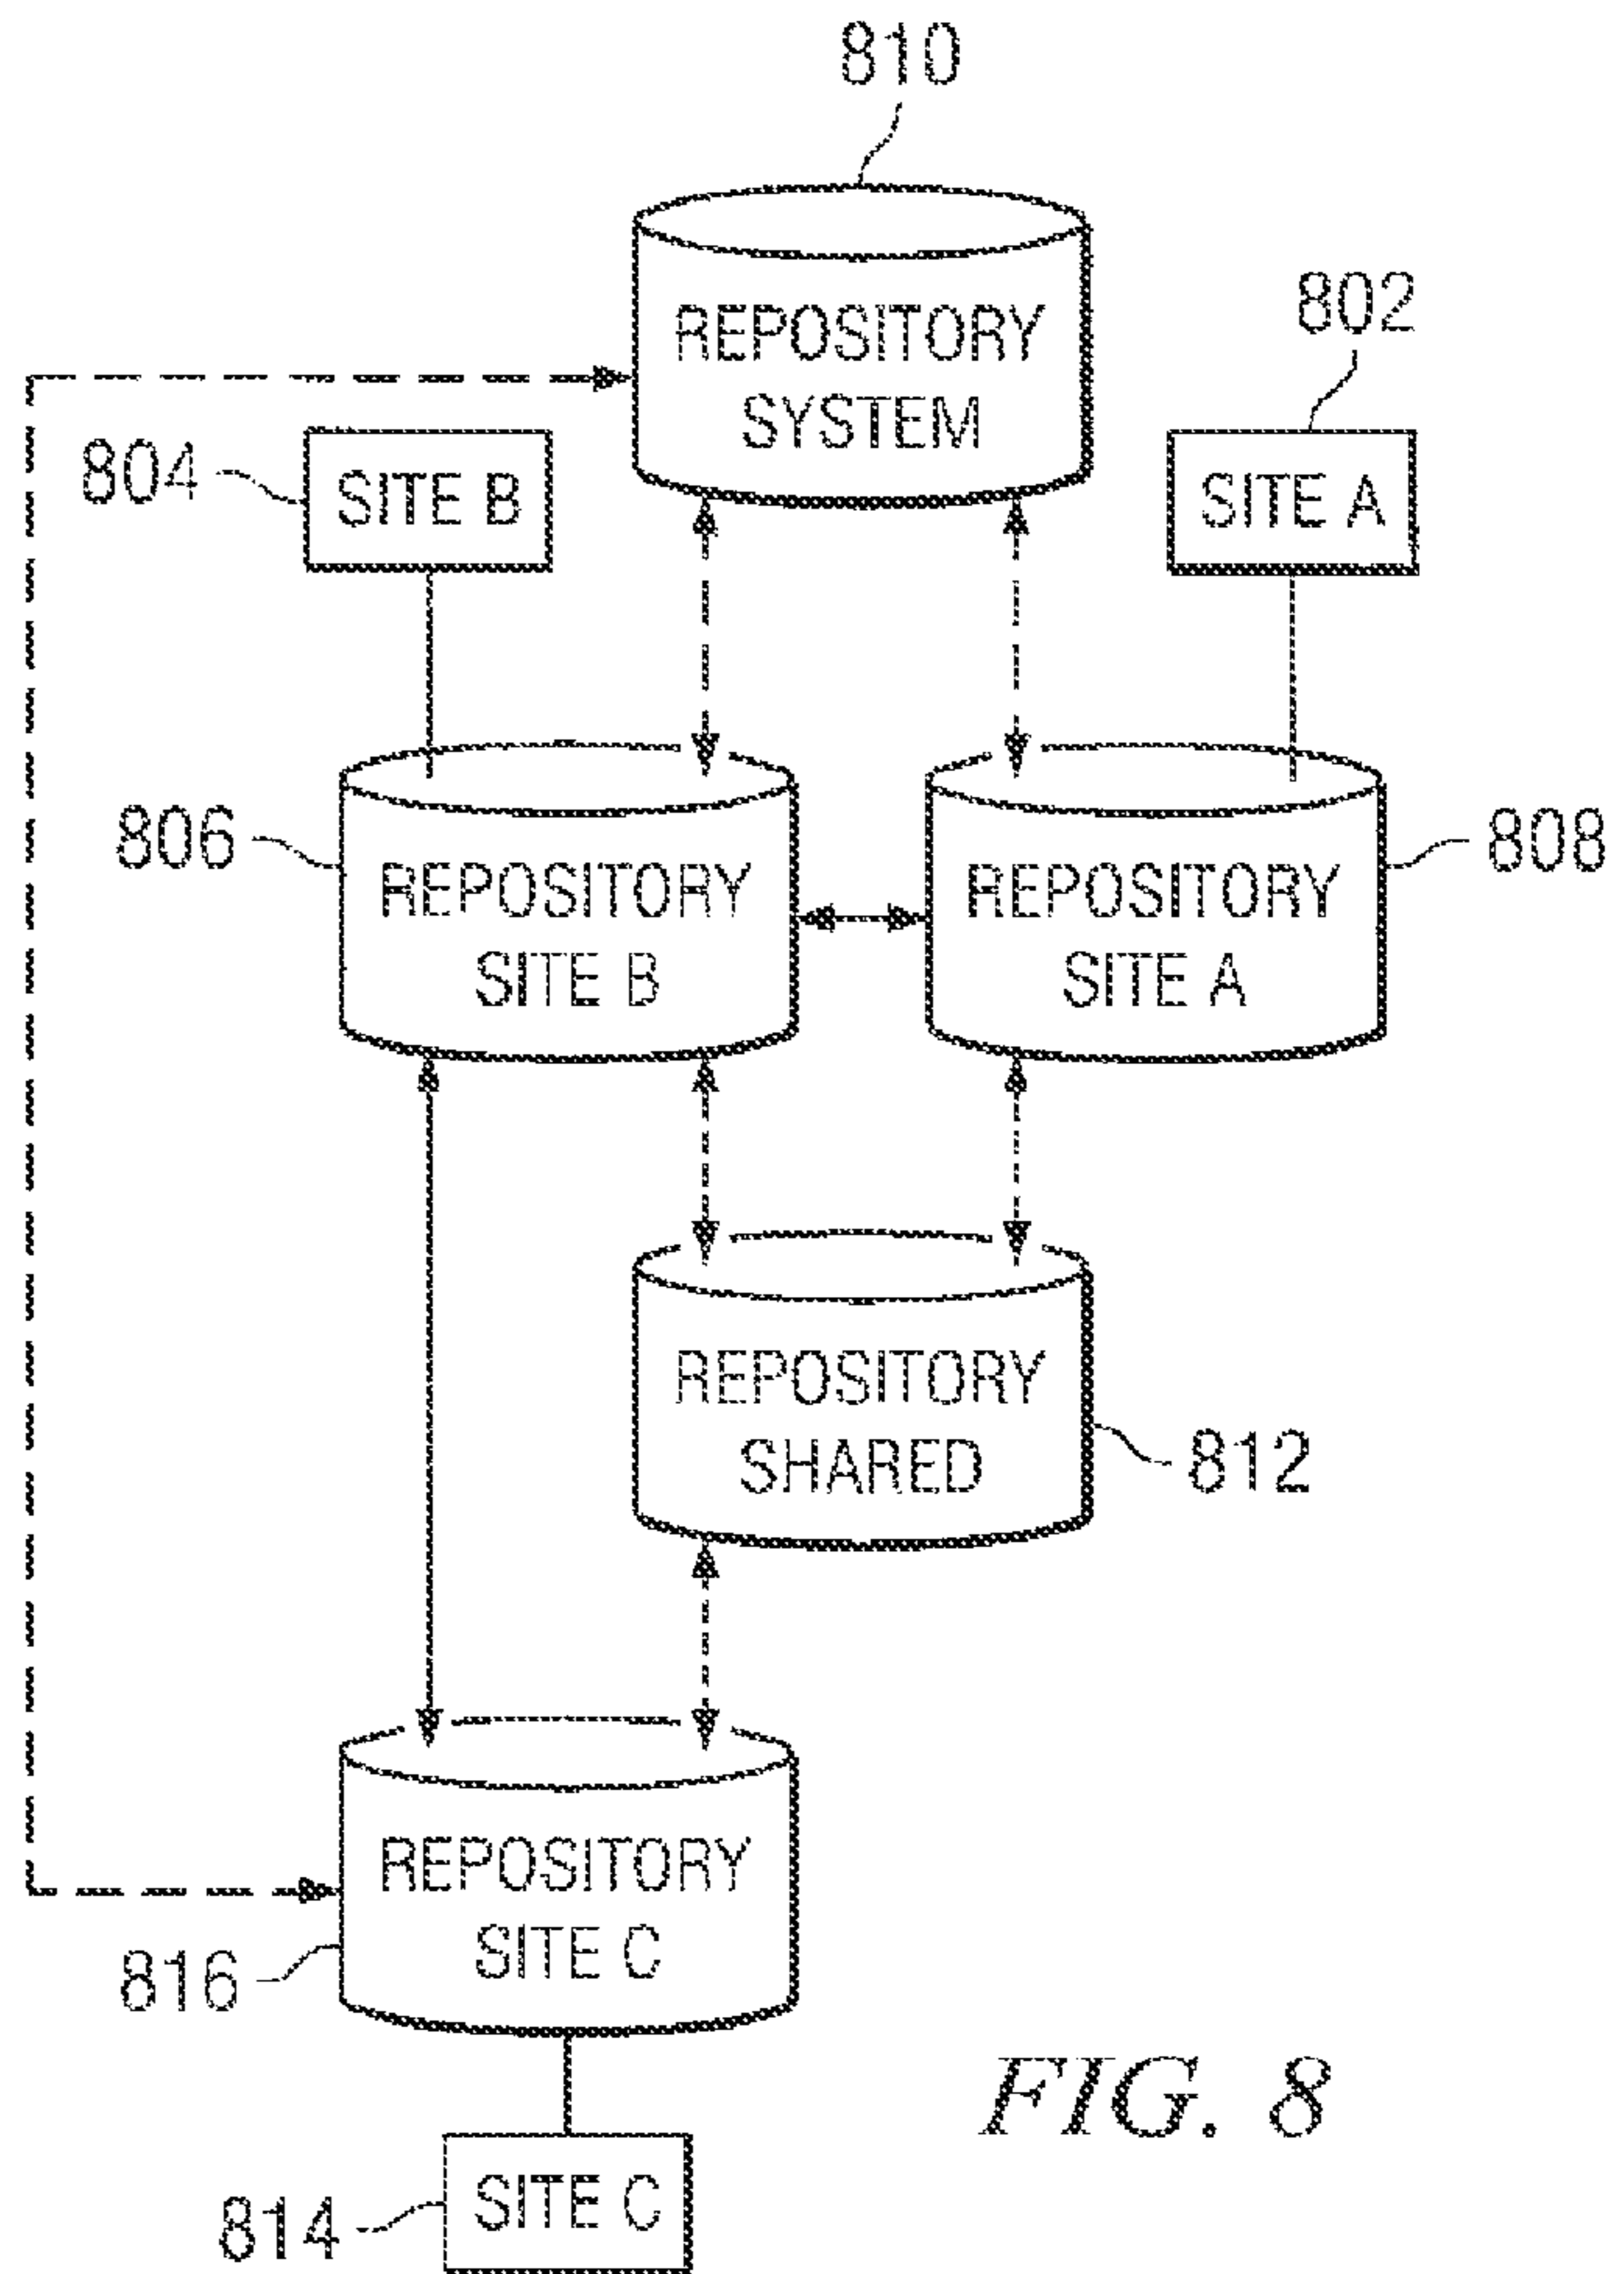 810
REPOSITORY
SYSTEM
802
SITE A
804
SITE B
806
REPOSITORY
SITE B
REPOSITORY
SITE A
808
REPOSITORY
SHARED
812
REPOSITORY
SITE C
816
SITE C
814
FIG. 8